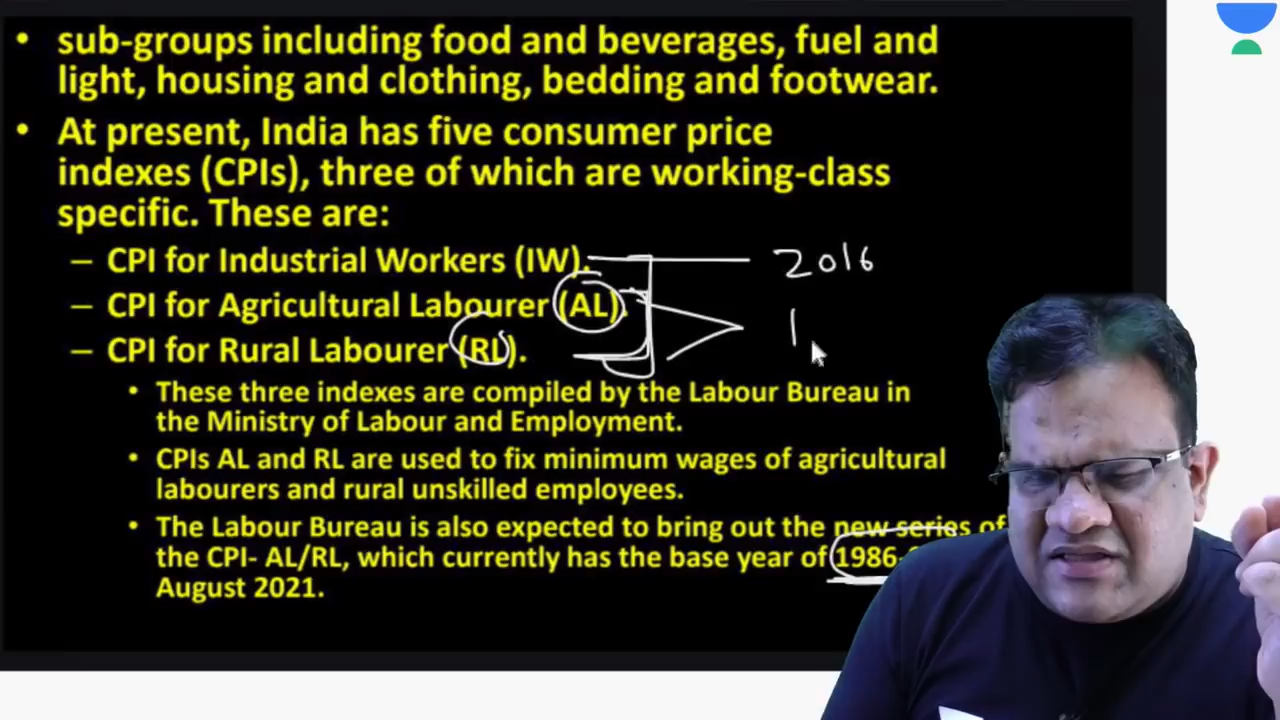 • sub-groups including food and beverages, fuel and
light, housing and clothing, bedding and footwear.
• At present, India has five consumer price
indexes (CPIs), three of which are working-class
specific. These are:
– CPI for Industrial Workers (IW).
2016
– CPI for Agricultural Labourer (AL).
1
– CPI for Rural Labourer (RL).
• These three indexes are compiled by the Labour Bureau in
the Ministry of Labour and Employment.
• CPIs AL and RL are used to fix minimum wages of agricultural
labourers and rural unskilled employees.
• The Labour Bureau is also expected to bring out the new series of
the CPI- AL/RL, which currently has the base year of 1986-
August 2021.